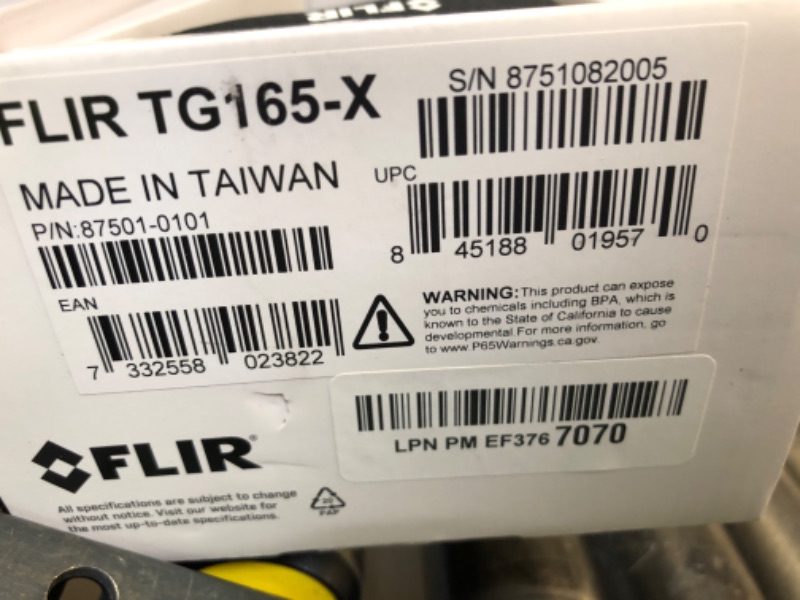 FLIR
FLIR TG165-X
S/N 8751082005
MADE IN TAIWAN
UPC
P/N:87501-0101
8 45188 01957 0
EAN
7 332558 023822
WARNING: This product can expose
you to chemicals including BPA, which is
known to the State of California to cause
developmental.For more information, go
to www.P65Warnings.ca.gov.
LPN PM EF376 7070
FLIR®
All specifications are subject to change
without notice. Visit our website for
the most up-to-date specifications.
20
PAP